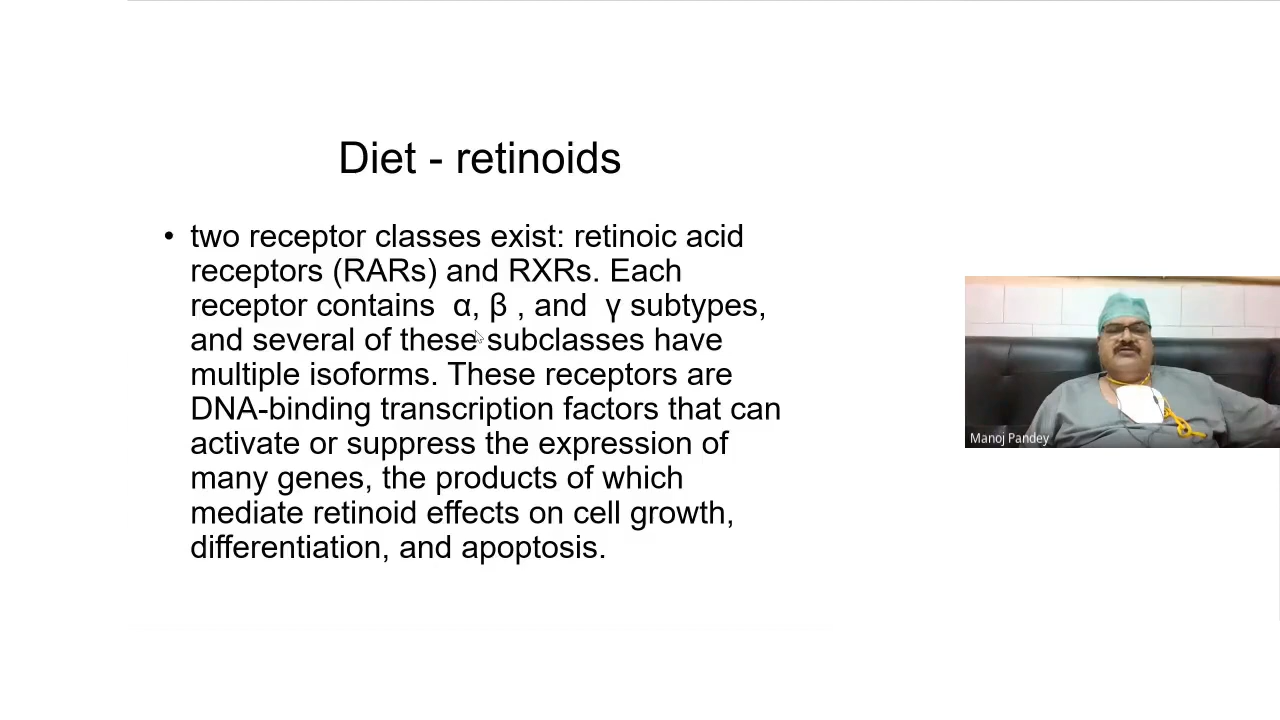 Diet - retinoids
• two receptor classes exist: retinoic acid
receptors (RARs) and RXRs. Each
receptor contains  α, β , and  γ subtypes,
and several of these subclasses have
multiple isoforms. These receptors are
DNA-binding transcription factors that can
activate or suppress the expression of
many genes, the products of which
mediate retinoid effects on cell growth,
differentiation, and apoptosis.
Manoj Pandey